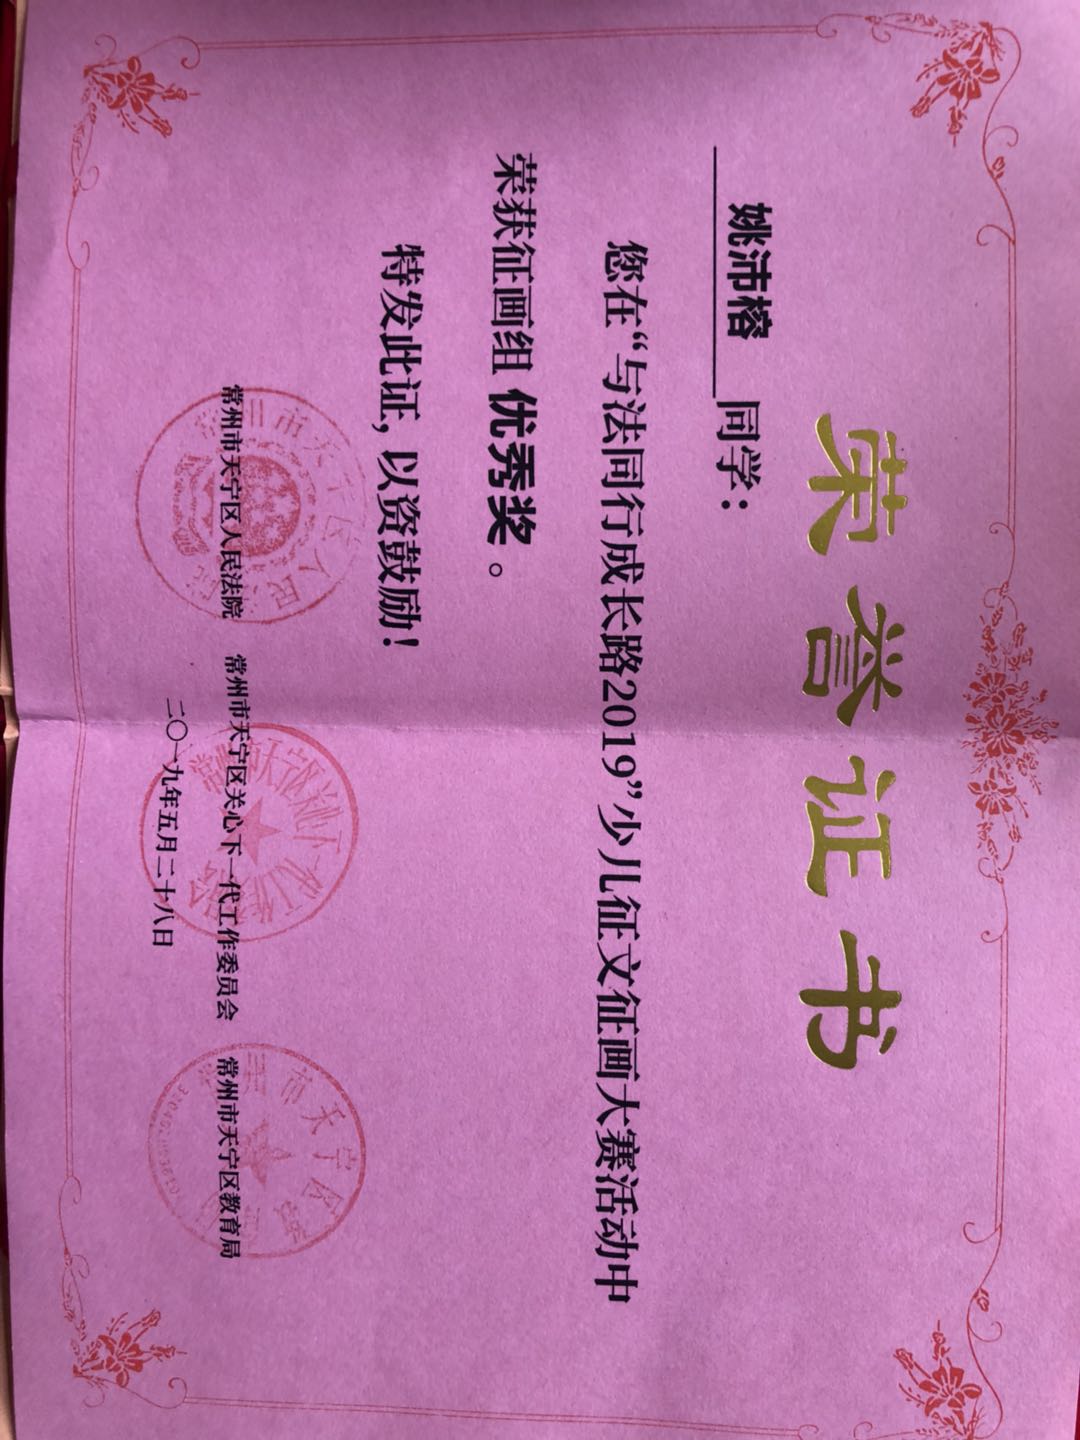 荣誉证书
姚沛榕 同学：
您在“与法同行成长路2019”少儿征文征画大赛活动中
荣获征画组 优秀奖 。
特发此证，以资鼓励！
常州市天宁区人民法院 常州市天宁区关心下一代工作委员会 常州市天宁区教育局
二〇一九年五月二十八日